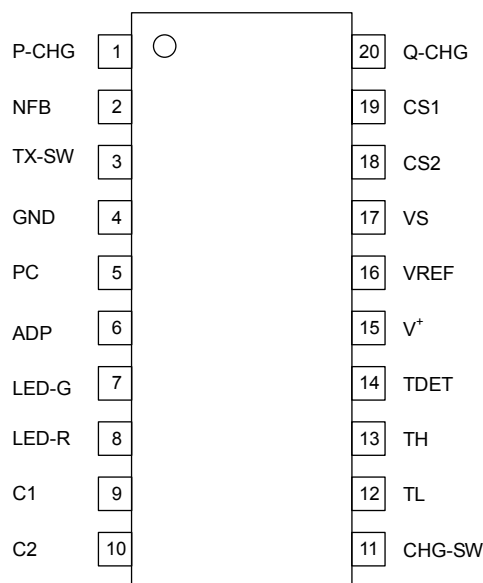 P-CHG 1 20 Q-CHG
NFB 2 19 CS1
TX-SW 3 18 CS2
GND 4 17 VS
PC 5 16 VREF
ADP 6 15 V⁺
LED-G 7 14 TDET
LED-R 8 13 TH
C1 9 12 TL
C2 10 11 CHG-SW